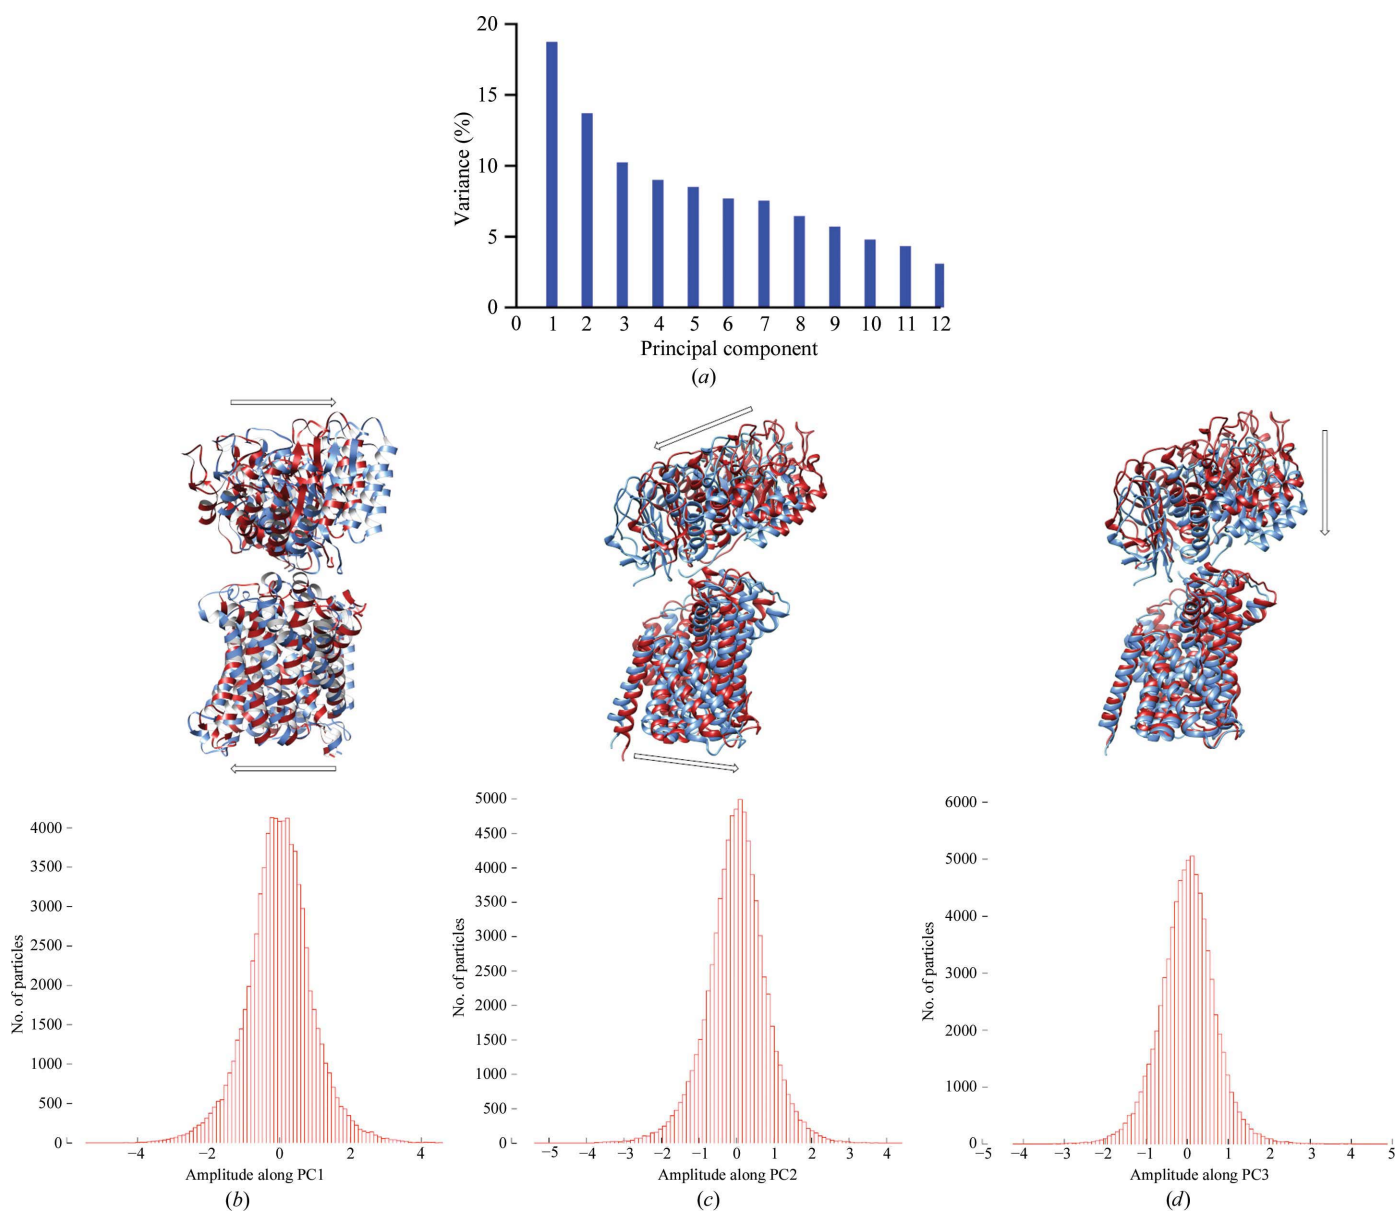 20
15
10
5
0
Variance (%)
0 1 2 3 4 5 6 7 8 9 10 11 12
Principal component
(a)
4000
3500
3000
2500
2000
1500
1000
500
0
No. of particles
−4 −2 0 2 4
Amplitude along PC1
(b)
5000
4500
4000
3500
3000
2500
2000
1500
1000
500
0
No. of particles
−5 −4 −3 −2 −1 0 1 2 3 4
Amplitude along PC2
(c)
6000
5000
4000
3000
2000
1000
0
No. of particles
−5 −4 −3 −2 −1 0 1 2 3 4 5
Amplitude along PC3
(d)